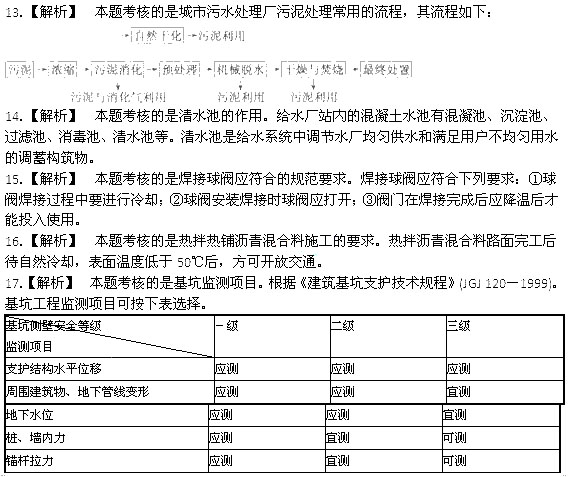 13.【解析】 本题考核的是城市污水处理厂污泥处理常用的流程，其流程如下：
→自然干化→污泥利用
污泥→浓缩→污泥消化→预处理→机械脱水→干燥与焚烧→最终处置
污泥与消化气利用 污泥利用 污泥利用
14.【解析】 本题考核的是清水池的作用。给水厂站内的混凝土水池有混凝池、沉淀池、
过滤池、消毒池、清水池等。清水池是给水系统中调节水厂均匀供水和满足用户不均匀用水
的调蓄构筑物。
15.【解析】 本题考核的是焊接球阀应符合的规范要求。焊接球阀应符合下列要求：①球
阀焊接过程中要进行冷却；②球阀安装焊接时球阀应打开；③阀门在焊接完成后应降温后才
能投入使用。
16.【解析】 本题考核的是热拌热铺沥青混合料施工的要求。热拌沥青混合料路面完工后
待自然冷却，表面温度低于 50℃后，方可开放交通。
17.【解析】 本题考核的是基坑监测项目。根据《建筑基坑支护技术规程》(JGJ 120—1999)。
基坑工程监测项目可按下表选择。
基坑侧壁安全等级 一级 二级 三级
监测项目
支护结构水平位移 应测 应测 应测
周围建筑物、地下管线变形 应测 应测 宜测
地下水位 应测 应测 宜测
桩、墙内力 应测 宜测 可测
锚杆拉力 应测 宜测 可测